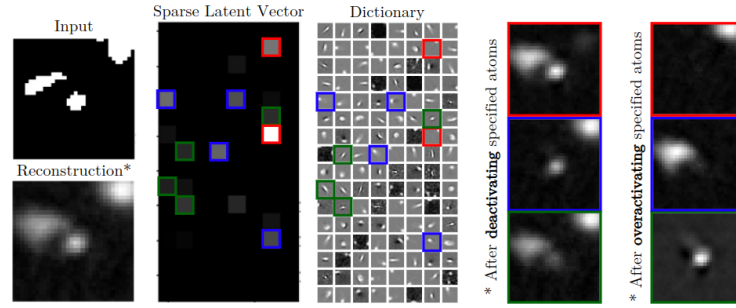 Input
Sparse Latent Vector
Dictionary
Reconstruction*
* After deactivating specified atoms
* After overactivating specified atoms